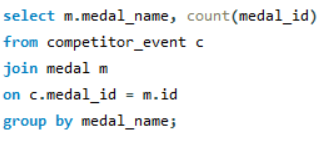 select m.medal_name, count(medal_id)
from competitor_event c
join medal m
on c.medal_id = m.id
group by medal_name;